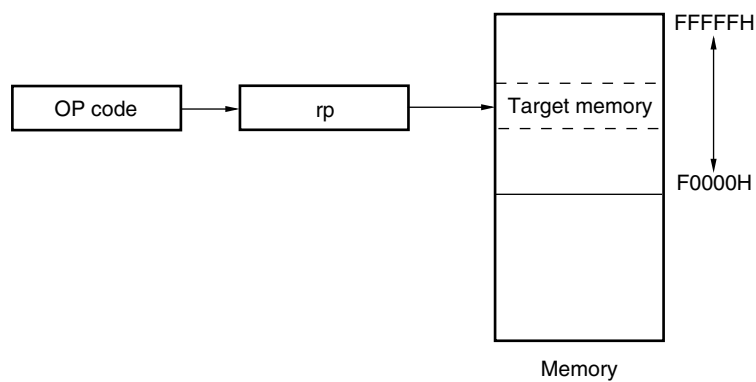 FFFFFH
OP code
rp
Target memory
F0000H
Memory